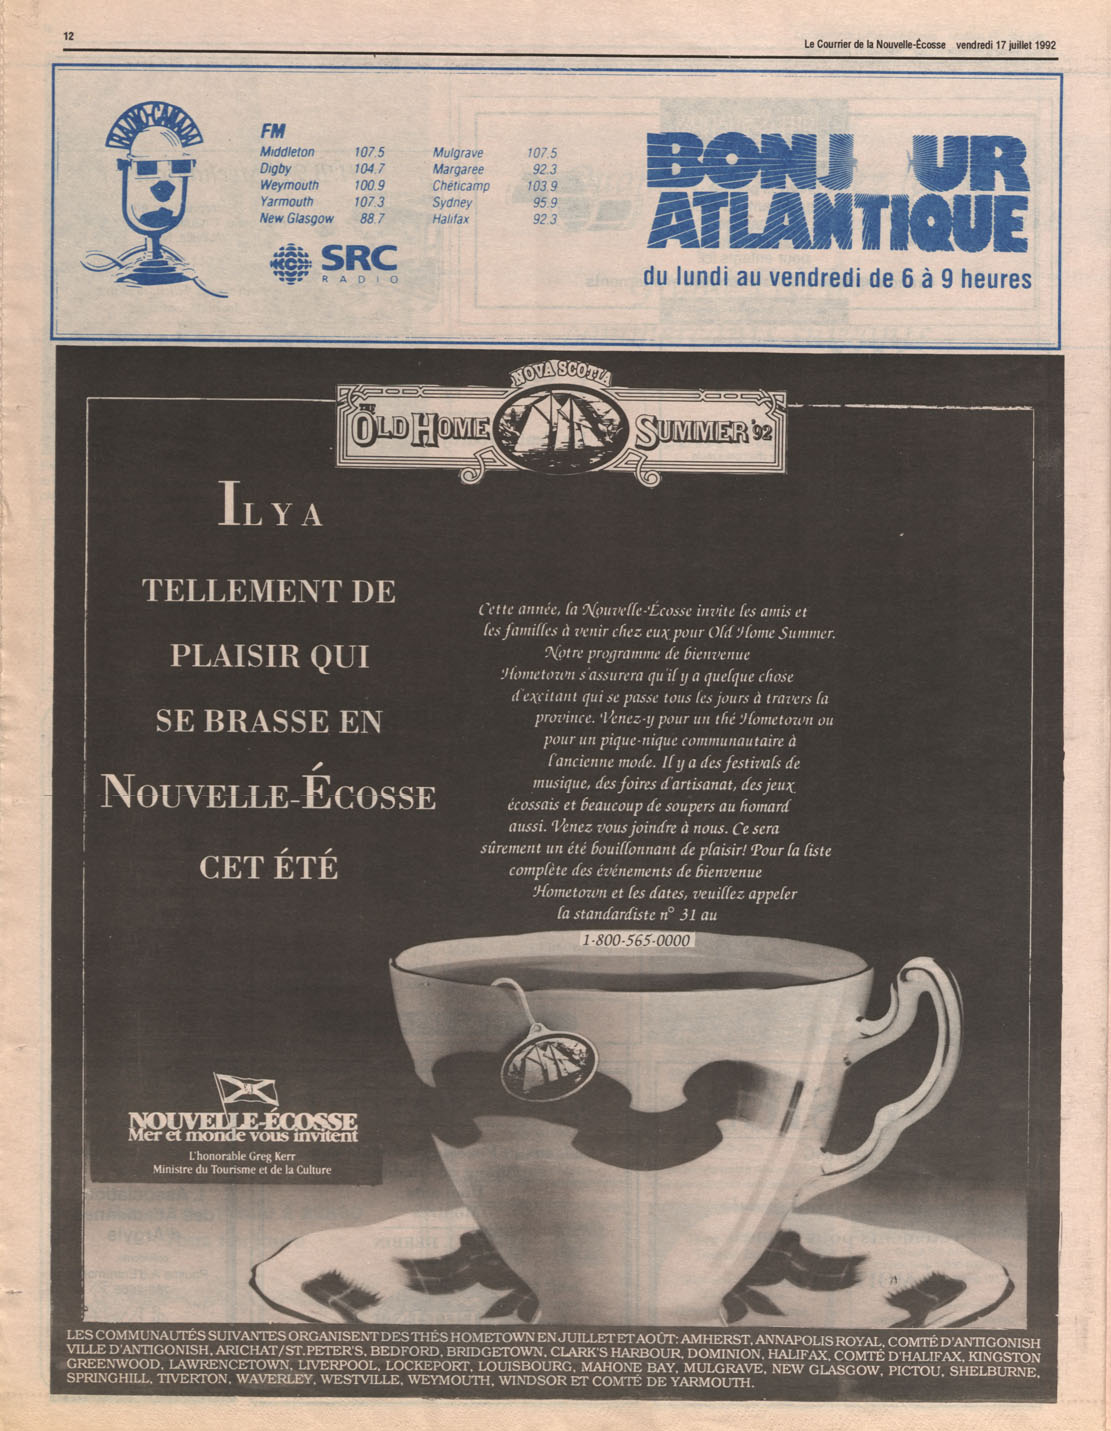 12
Le Courrier de la Nouvelle-Écosse vendredi 17 juillet 1992
RADIO-CANADA
FM
Middleton 107.5
Digby 104.7
Weymouth 100.9
Yarmouth 107.3
New Glasgow 88.7
Mulgrave 107.5
Margaree 92.3
Chéticamp 103.9
Sydney 95.9
Halifax 92.3
SRC
RADIO
BONJ UR
ATLANTIQUE
du lundi au vendredi de 6 à 9 heures
NOVA SCOTIA
THE OLD HOME SUMMER '92
IL Y A
TELLEMENT DE
PLAISIR QUI
SE BRASSE EN
NOUVELLE-ÉCOSSE
CET ÉTÉ
Cette année, la Nouvelle-Écosse invite les amis et
les familles à venir chez eux pour Old Home Summer.
Notre programme de bienvenue
Hometown s'assurera qu'il y a quelque chose
d'excitant qui se passe tous les jours à travers la
province. Venez-y pour un thé Hometown ou
pour un pique-nique communautaire à
l'ancienne mode. Il y a des festivals de
musique, des foires d'artisanat, des jeux
écossais et beaucoup de soupers au homard
aussi. Venez vous joindre à nous. Ce sera
sûrement un été bouillonnant de plaisir! Pour la liste
complète des événements de bienvenue
Hometown et les dates, veuillez appeler
la standardiste n° 31 au
1-800-565-0000
NOUVELLE-ÉCOSSE
Mer et monde vous invitent
L'honorable Greg Kerr
Ministre du Tourisme et de la Culture
LES COMMUNAUTÉS SUIVANTES ORGANISENT DES THÉS HOMETOWN EN JUILLET ET AOÛT: AMHERST, ANNAPOLIS ROYAL, COMTÉ D'ANTIGONISH
VILLE D'ANTIGONISH, ARICHAT/ST.PETER'S, BEDFORD, BRIDGETOWN, CLARK'S HARBOUR, DOMINION, HALIFAX, COMTÉ D'HALIFAX, KINGSTON
GREENWOOD, LAWRENCETOWN, LIVERPOOL, LOCKEPORT, LOUISBOURG, MAHONE BAY, MULGRAVE, NEW GLASGOW, PICTOU, SHELBURNE,
SPRINGHILL, TIVERTON, WAVERLEY, WESTVILLE, WEYMOUTH, WINDSOR ET COMTÉ DE YARMOUTH.